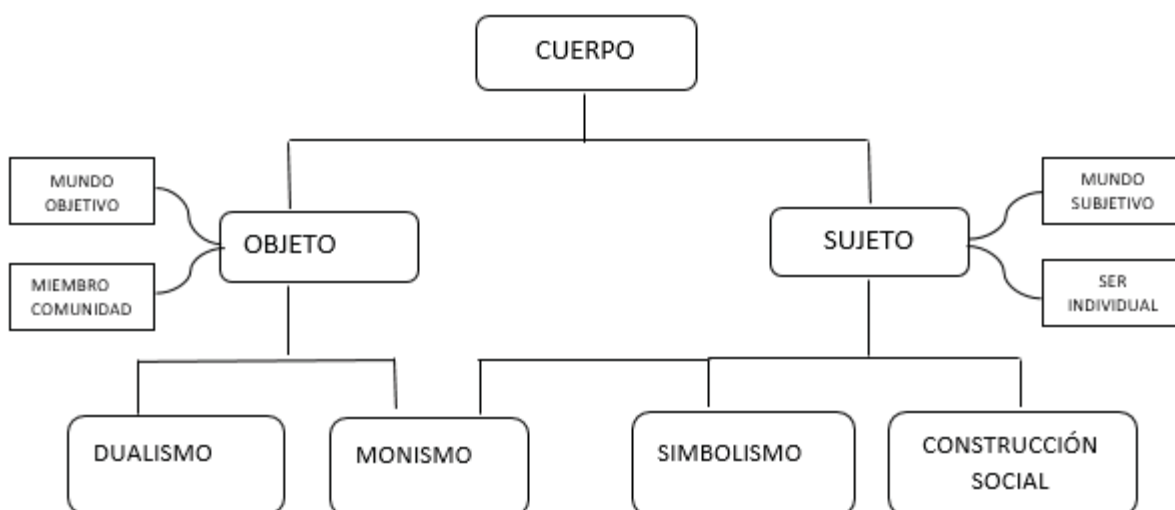 CUERPO
MUNDO
OBJETIVO
OBJETO
MIEMBRO
COMUNIDAD
SUJETO
MUNDO
SUBJETIVO
SER
INDIVIDUAL
DUALISMO
MONISMO
SIMBOLISMO
CONSTRUCCIÓN
SOCIAL